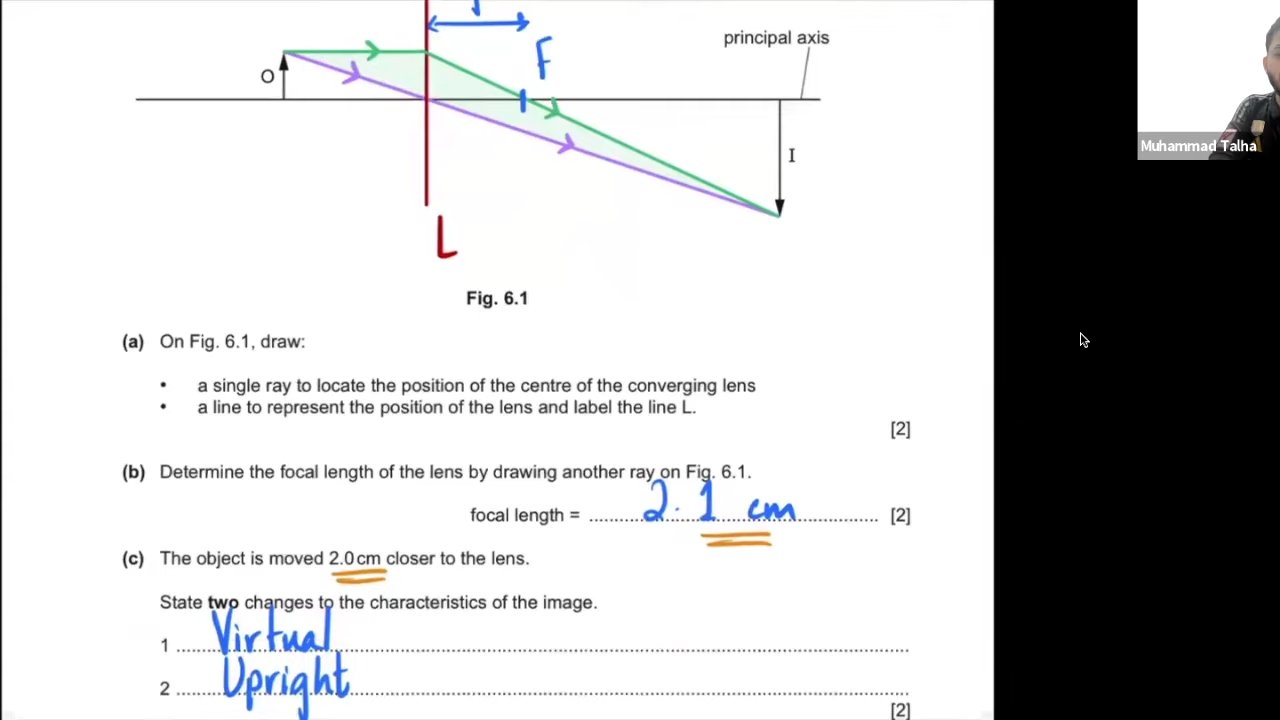 principal axis
F
O
I
Muhammad Talha
L
Fig. 6.1
(a) On Fig. 6.1, draw:
• a single ray to locate the position of the centre of the converging lens
• a line to represent the position of the lens and label the line L.
[2]
(b) Determine the focal length of the lens by drawing another ray on Fig. 6.1.
focal length = 2.1 cm [2]
(c) The object is moved 2.0 cm closer to the lens.
State two changes to the characteristics of the image.
1 Virtual
2 Upright
[2]